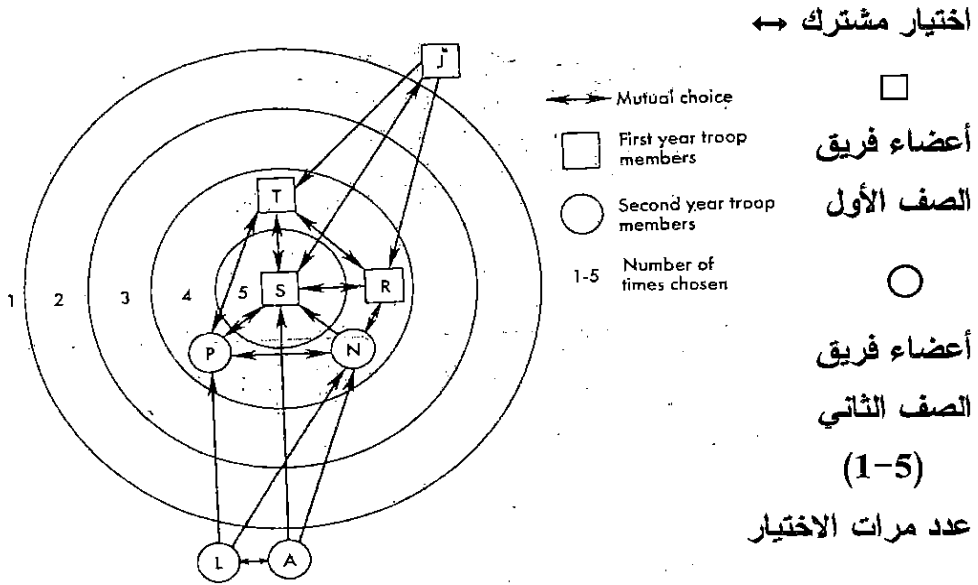 اختيار مشترك ↔
أعضاء فريق
الصف الأول
أعضاء فريق
الصف الثاني
(1-5)
عدد مرات الاختيار
Mutual choice
First year troop
members
Second year troop
members
1-5 Number of
times chosen
J
T
1 2 3 4 5 S R
P N
L A